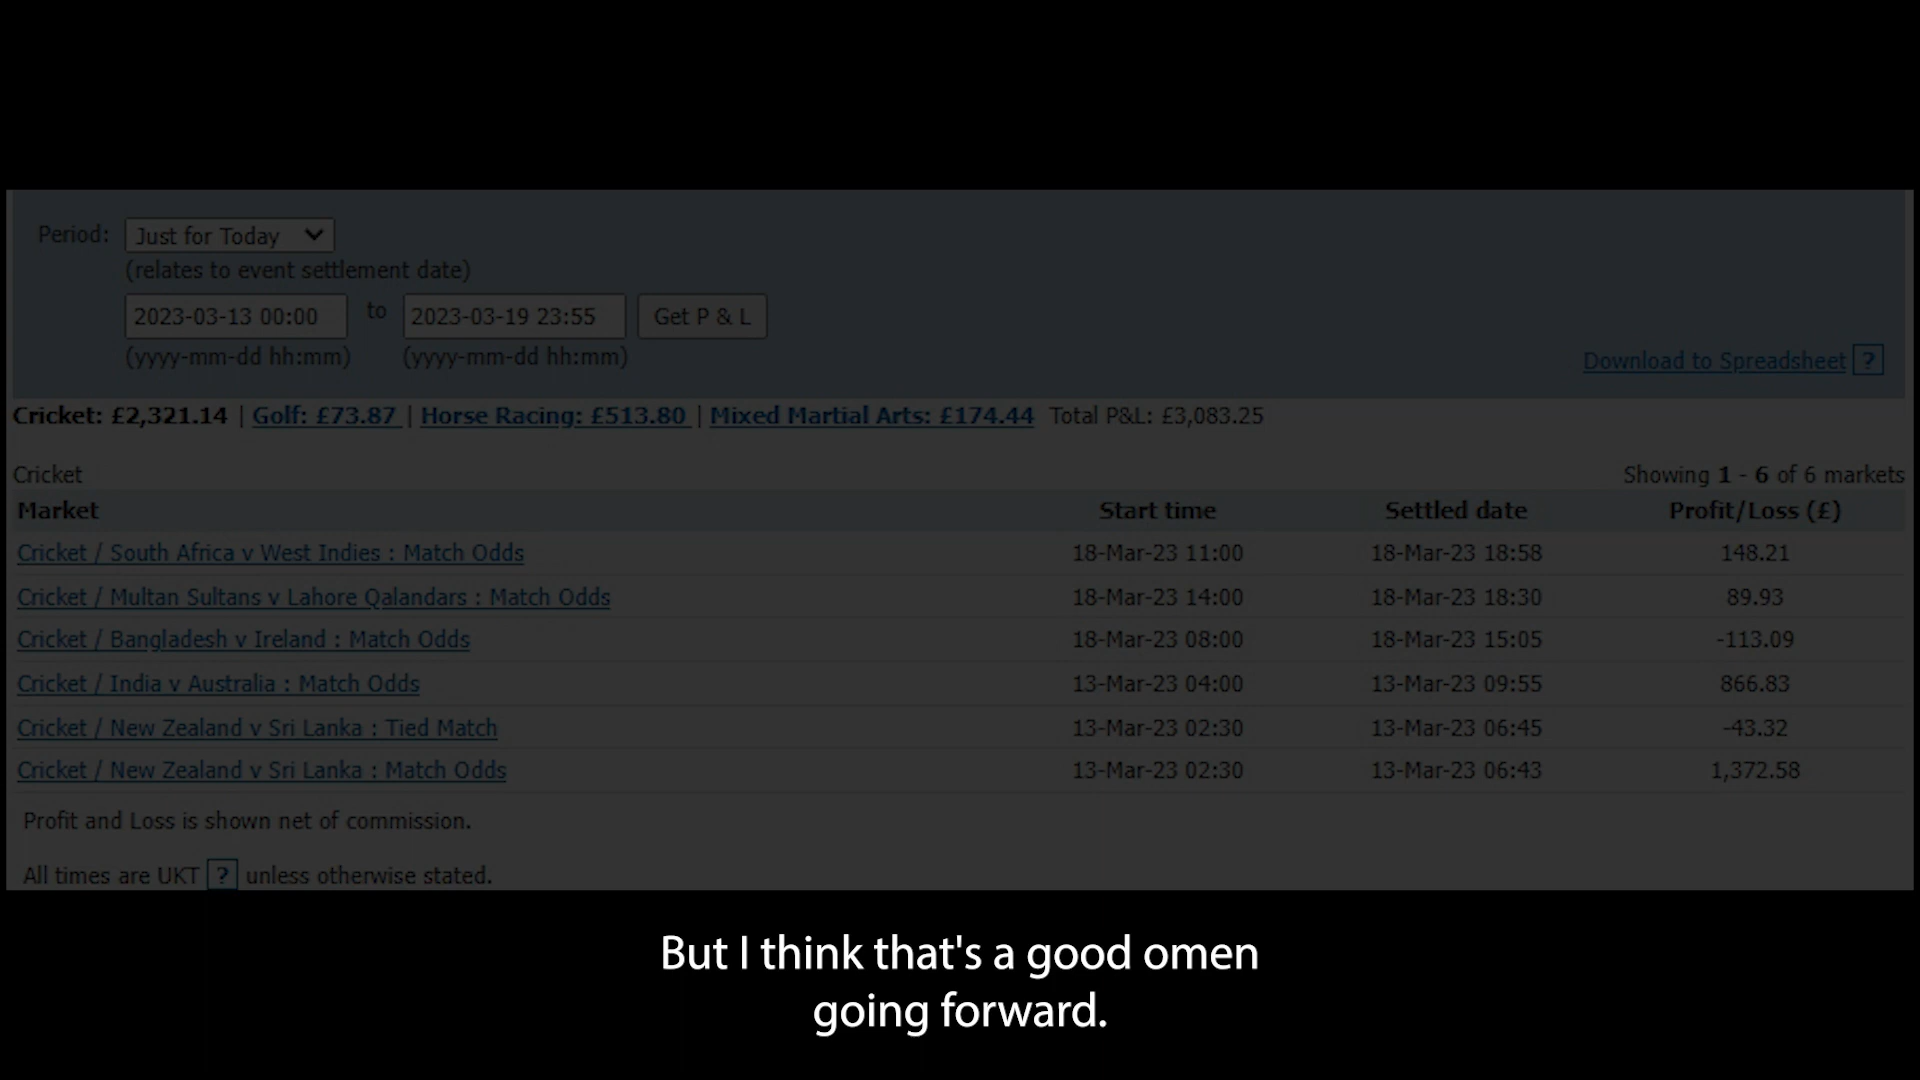 Period: Just for Today
(relates to event settlement date)
2023-03-13 00:00 to 2023-03-19 23:55 Get P & L
(yyyy-mm-dd hh:mm) (yyyy-mm-dd hh:mm)
Download to Spreadsheet ?
Cricket: £2,321.14 | Golf: £73.87 | Horse Racing: £513.80 | Mixed Martial Arts: £174.44 Total P&L: £3,083.25
Cricket Showing 1 - 6 of 6 markets
Market Start time Settled date Profit/Loss (£)
Cricket / South Africa v West Indies : Match Odds 18-Mar-23 11:00 18-Mar-23 18:58 148.21
Cricket / Multan Sultans v Lahore Qalandars : Match Odds 18-Mar-23 14:00 18-Mar-23 18:30 89.93
Cricket / Bangladesh v Ireland : Match Odds 18-Mar-23 08:00 18-Mar-23 15:05 -113.09
Cricket / India v Australia : Match Odds 13-Mar-23 04:00 13-Mar-23 09:55 866.83
Cricket / New Zealand v Sri Lanka : Tied Match 13-Mar-23 02:30 13-Mar-23 06:45 -43.32
Cricket / New Zealand v Sri Lanka : Match Odds 13-Mar-23 02:30 13-Mar-23 06:43 1,372.58
Profit and Loss is shown net of commission.
All times are UKT ? unless otherwise stated.
But I think that's a good omen
going forward.